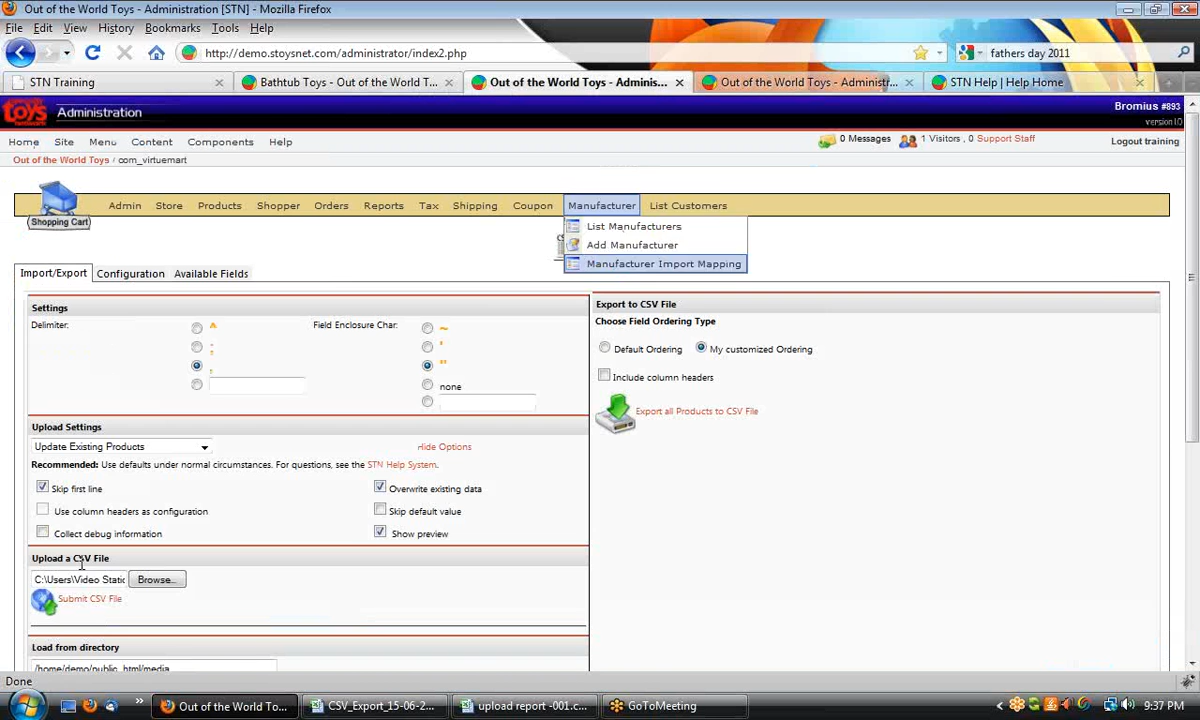 Out of the World Toys - Administration [STN] - Mozilla Firefox
File Edit View History Bookmarks Tools Help
http://demo.stoysnet.com/administrator/index2.php
fathers day 2011
STN Training
Bathtub Toys - Out of the World T...
Out of the World Toys - Adminis...
Out of the World Toys - Administr...
STN Help | Help Home
toys Administration
Bromius #893
version 1.0
Home Site Menu Content Components Help
0 Messages 1 Visitors , 0 Support Staff
Logout training
Out of the World Toys › com_virtuemart
Shopping Cart
Admin Store Products Shopper Orders Reports Tax Shipping Coupon Manufacturer List Customers
List Manufacturers
Add Manufacturer
Manufacturer Import Mapping
Import/Export Configuration Available Fields
Settings
Delimiter: ^ Field Enclosure Char: ~
; '
, "
none
Upload Settings
Update Existing Products
Hide Options
Recommended: Use defaults under normal circumstances. For questions, see the STN Help System.
Skip first line Overwrite existing data
Use column headers as configuration Skip default value
Collect debug information Show preview
Upload a CSV File
C:\Users\Video Static Browse...
Submit CSV File
Load from directory
/home/demo/public_html/media
Export to CSV File
Choose Field Ordering Type
Default Ordering My customized Ordering
Include column headers
Export all Products to CSV File
Done
Out of the World To...
CSV_Export_15-06-2...
upload report -001.c...
GoToMeeting
9:37 PM